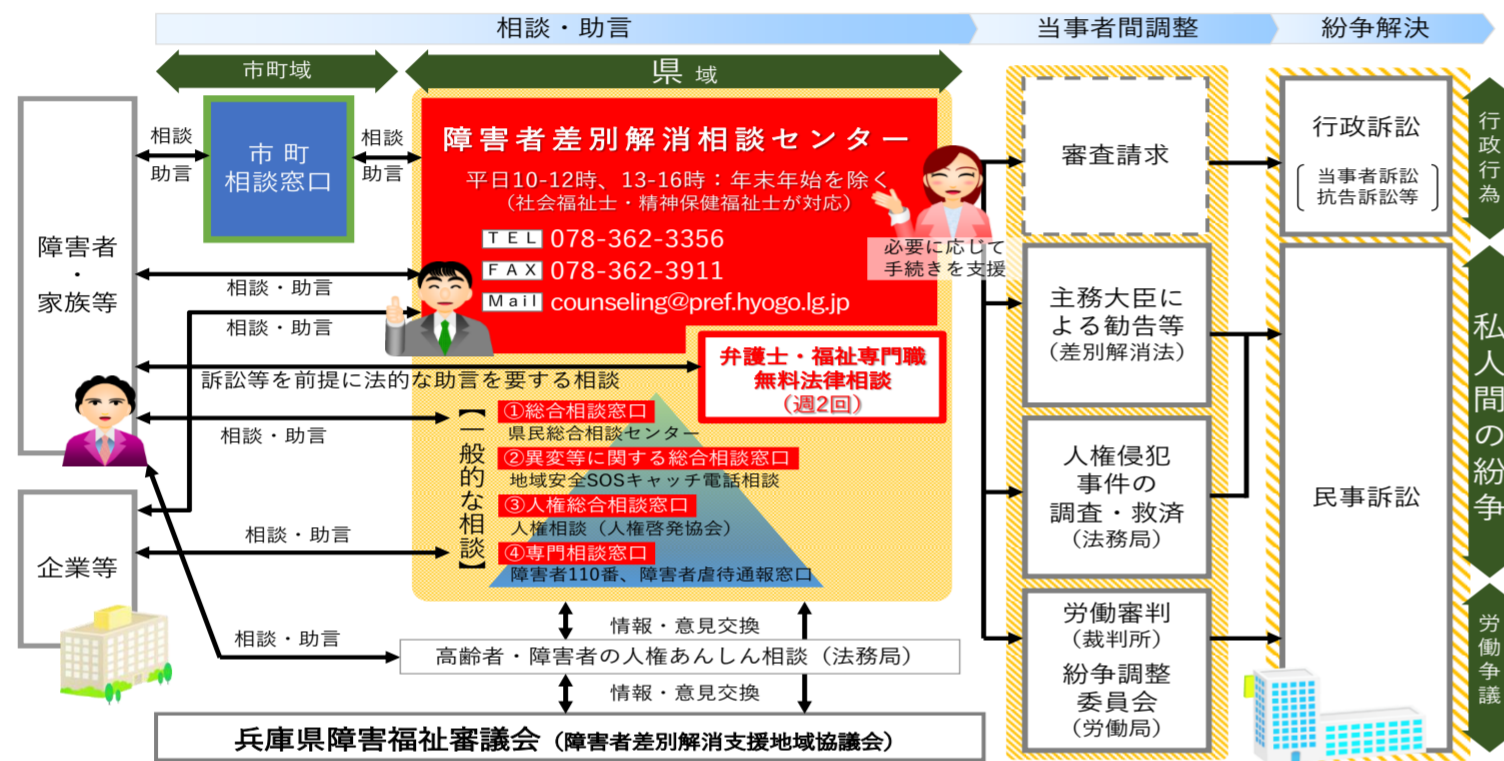 相談・助言
当事者間調整
紛争解決
市町域
県域
障害者
・
家族等
企業等
相談
助言
市町
相談窓口
相談
助言
障害者差別解消相談センター
平日10-12時、13-16時：年末年始を除く
（社会福祉士・精神保健福祉士が対応）
TEL 078-362-3356
FAX 078-362-3911
Mail counseling@pref.hyogo.lg.jp
必要に応じて
手続きを支援
相談・助言
相談・助言
訴訟等を前提に法的な助言を要する相談
弁護士・福祉専門職
無料法律相談
（週2回）
相談・助言
相談・助言
相談・助言
【一般的な相談】
①総合相談窓口
県民総合相談センター
②異変等に関する総合相談窓口
地域安全SOSキャッチ電話相談
③人権総合相談窓口
人権相談（人権啓発協会）
④専門相談窓口
障害者110番、障害者虐待通報窓口
情報・意見交換
高齢者・障害者の人権あんしん相談（法務局）
情報・意見交換
兵庫県障害福祉審議会（障害者差別解消支援地域協議会）
審査請求
主務大臣に
よる勧告等
（差別解消法）
人権侵犯
事件の
調査・救済
（法務局）
労働審判
（裁判所）
紛争調整
委員会
（労働局）
行政訴訟
当事者訴訟
抗告訴訟等
民事訴訟
行政行為
私人間の紛争
労働争議